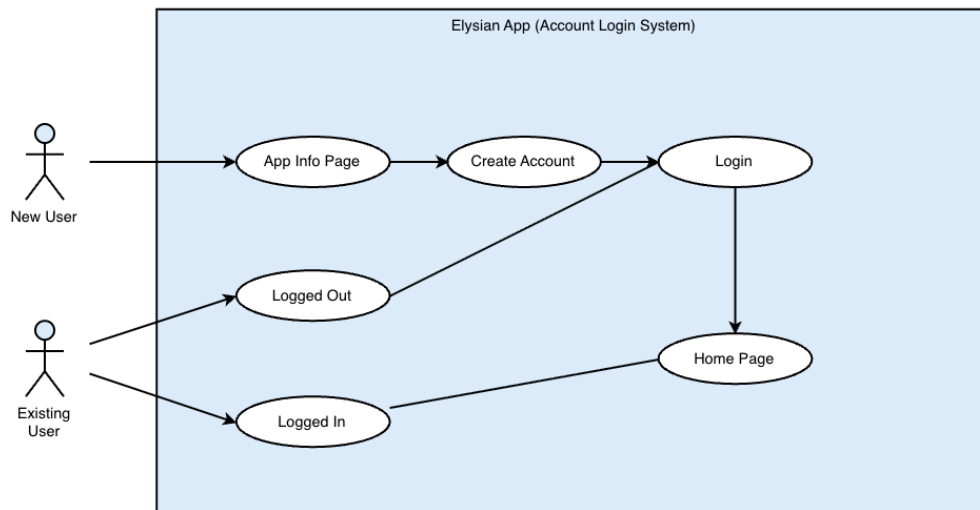 Elysian App (Account Login System)
App Info Page
Create Account
Login
New User
Logged Out
Home Page
Existing
User
Logged In